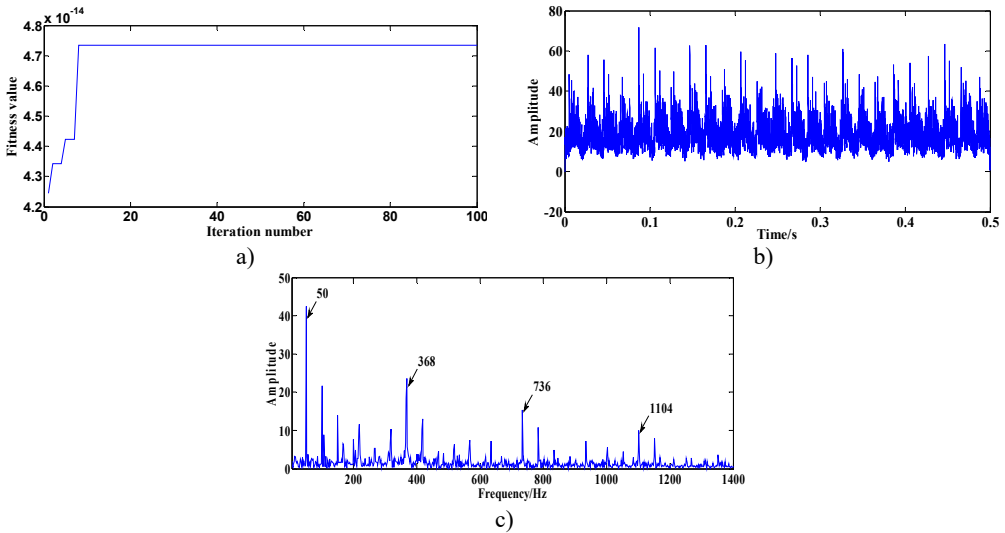 x 10^-14
4.8
4.7
4.6
4.5
4.4
4.3
4.2
0 20 40 60 80 100
Fitness value
Iteration number
a)
80
60
40
20
0
-20
0 0.1 0.2 0.3 0.4 0.5
Amplitude
Time/s
b)
50
40
30
20
10
0
200 400 600 800 1000 1200 1400
Amplitude
Frequency/Hz
50
368
736
1104
c)